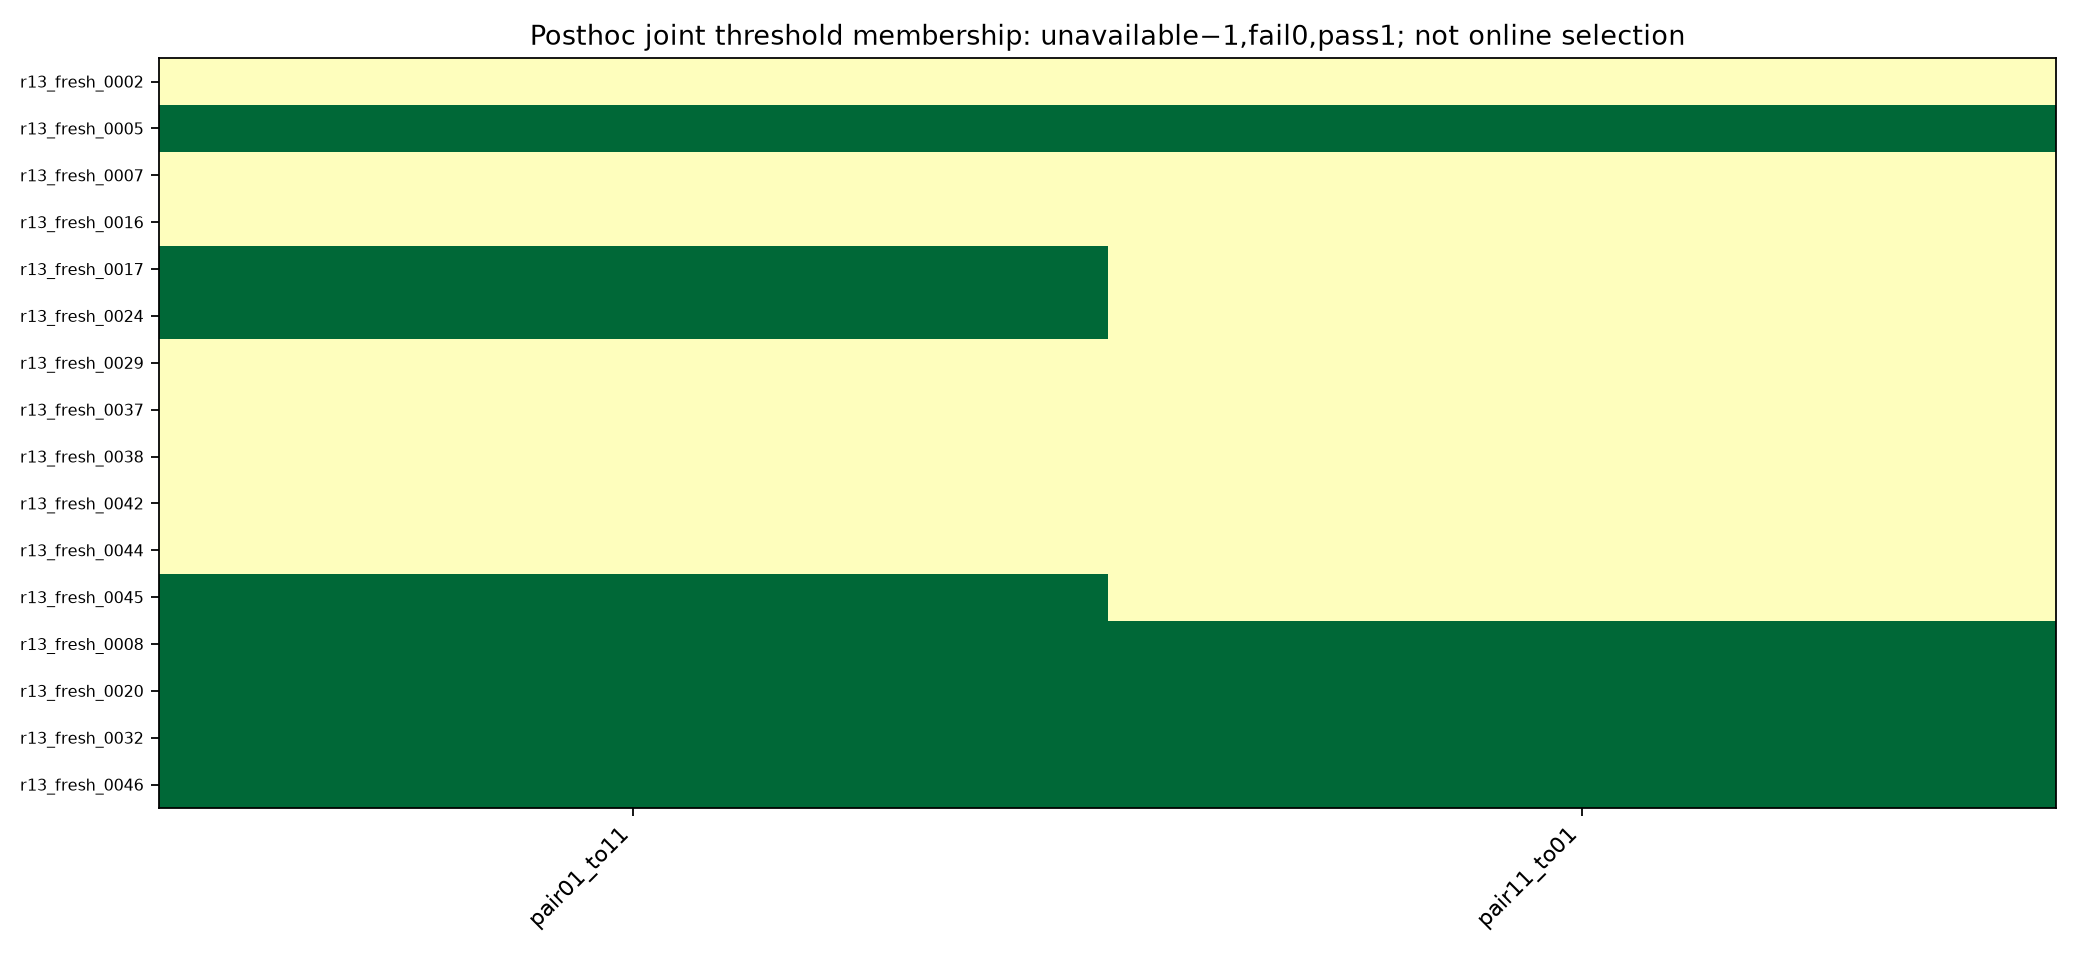 Posthoc joint threshold membership: unavailable−1,fail0,pass1; not online selection
r13_fresh_0002
r13_fresh_0005
r13_fresh_0007
r13_fresh_0016
r13_fresh_0017
r13_fresh_0024
r13_fresh_0029
r13_fresh_0037
r13_fresh_0038
r13_fresh_0042
r13_fresh_0044
r13_fresh_0045
r13_fresh_0008
r13_fresh_0020
r13_fresh_0032
r13_fresh_0046
pair01_to11
pair11_to01